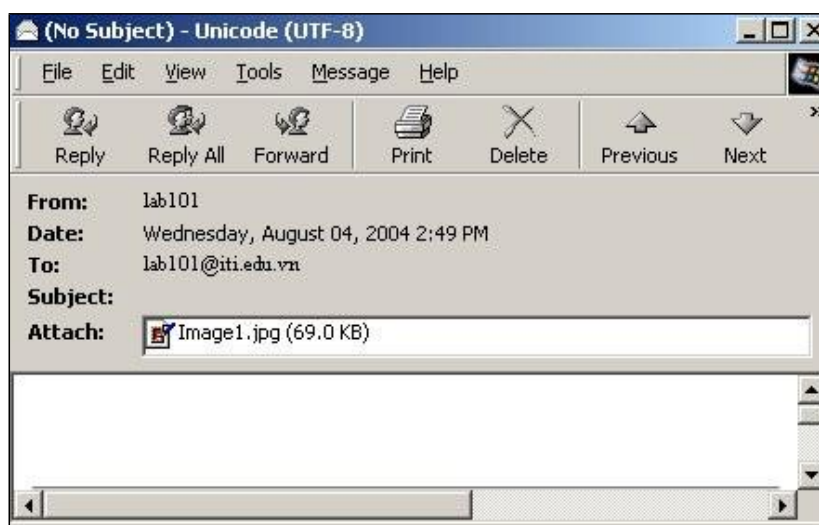 (No Subject) - Unicode (UTF-8)
File Edit View Tools Message Help
Reply Reply All Forward Print Delete Previous Next »
From: lab101
Date: Wednesday, August 04, 2004 2:49 PM
To: lab101@iti.edu.vn
Subject:
Attach: Image1.jpg (69.0 KB)